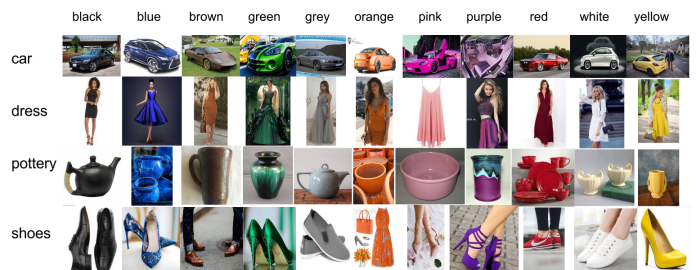 black blue brown green grey orange pink purple red white yellow
car
dress
pottery
shoes